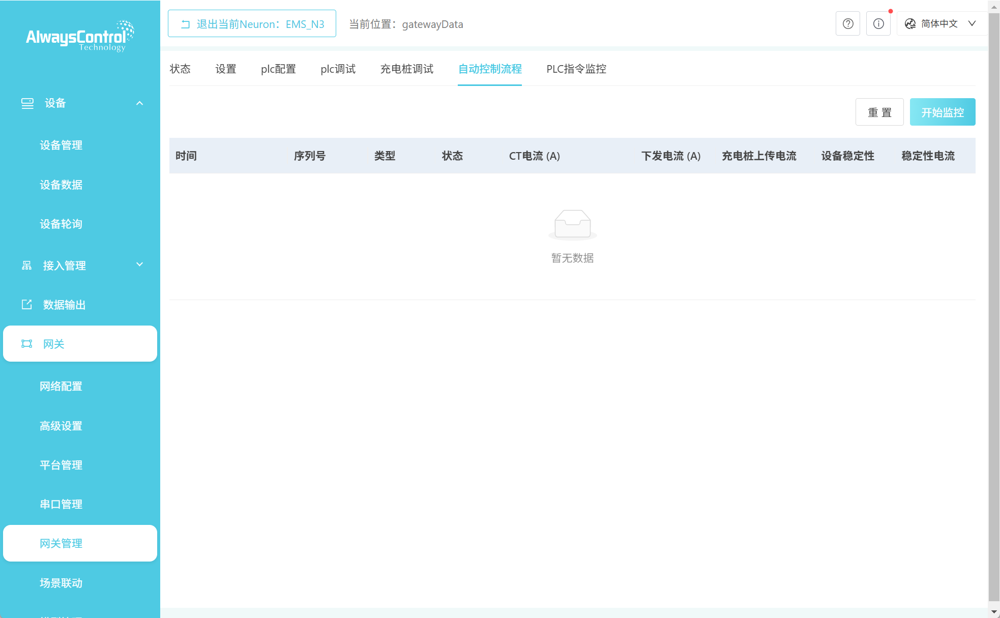 AlwaysControl
Technology
退出当前Neuron：EMS_N3
当前位置：gatewayData
简体中文
设备
设备管理
设备数据
设备轮询
接入管理
数据输出
网关
网络配置
高级设置
平台管理
串口管理
网关管理
场景联动
状态 设置 plc配置 plc调试 充电桩调试 自动控制流程 PLC指令监控
重 置 开始监控
时间 序列号 类型 状态 CT电流 (A) 下发电流 (A) 充电桩上传电流 设备稳定性 稳定性电流
暂无数据